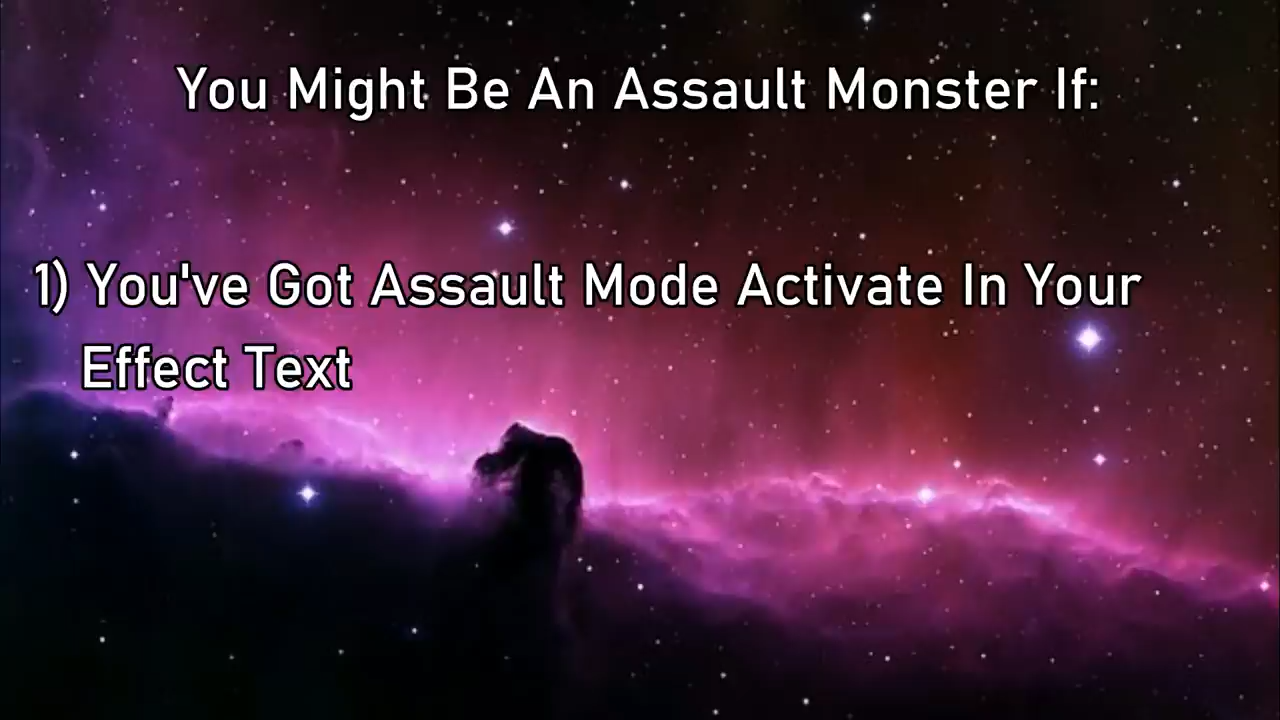 You Might Be An Assault Monster If:
1) You've Got Assault Mode Activate In Your
Effect Text